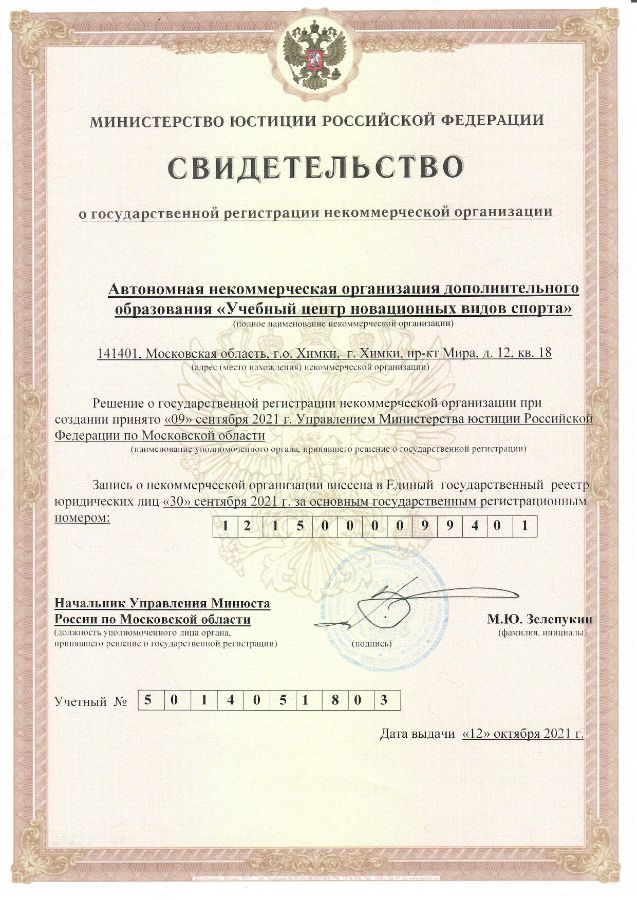 МИНИСТЕРСТВО ЮСТИЦИИ РОССИЙСКОЙ ФЕДЕРАЦИИ
СВИДЕТЕЛЬСТВО
о государственной регистрации некоммерческой организации
Автономная некоммерческая организация дополнительного
образования «Учебный центр новационных видов спорта»
(полное наименование некоммерческой организации)
141401, Московская область, г.о. Химки, г. Химки, пр-кт Мира, д. 12, кв. 18
(адрес (место нахождения) некоммерческой организации)
Решение о государственной регистрации некоммерческой организации при
создании принято «09» сентября 2021 г. Управлением Министерства юстиции Российской
Федерации по Московской области
(наименование уполномоченного органа, принявшего решение о государственной регистрации)
Запись о некоммерческой организации внесена в Единый государственный реестр
юридических лиц «30» сентября 2021 г. за основным государственным регистрационным
номером:
1 2 1 5 0 0 0 0 9 9 4 0 1
Начальник Управления Минюста
России по Московской области
(должность уполномоченного лица органа,
принявшего решение о государственной регистрации)
(подпись)
М.Ю. Зелепукин
(фамилия, инициалы)
Учетный № 5 0 1 4 0 5 1 8 0 3
Дата выдачи «12» октября 2021 г.